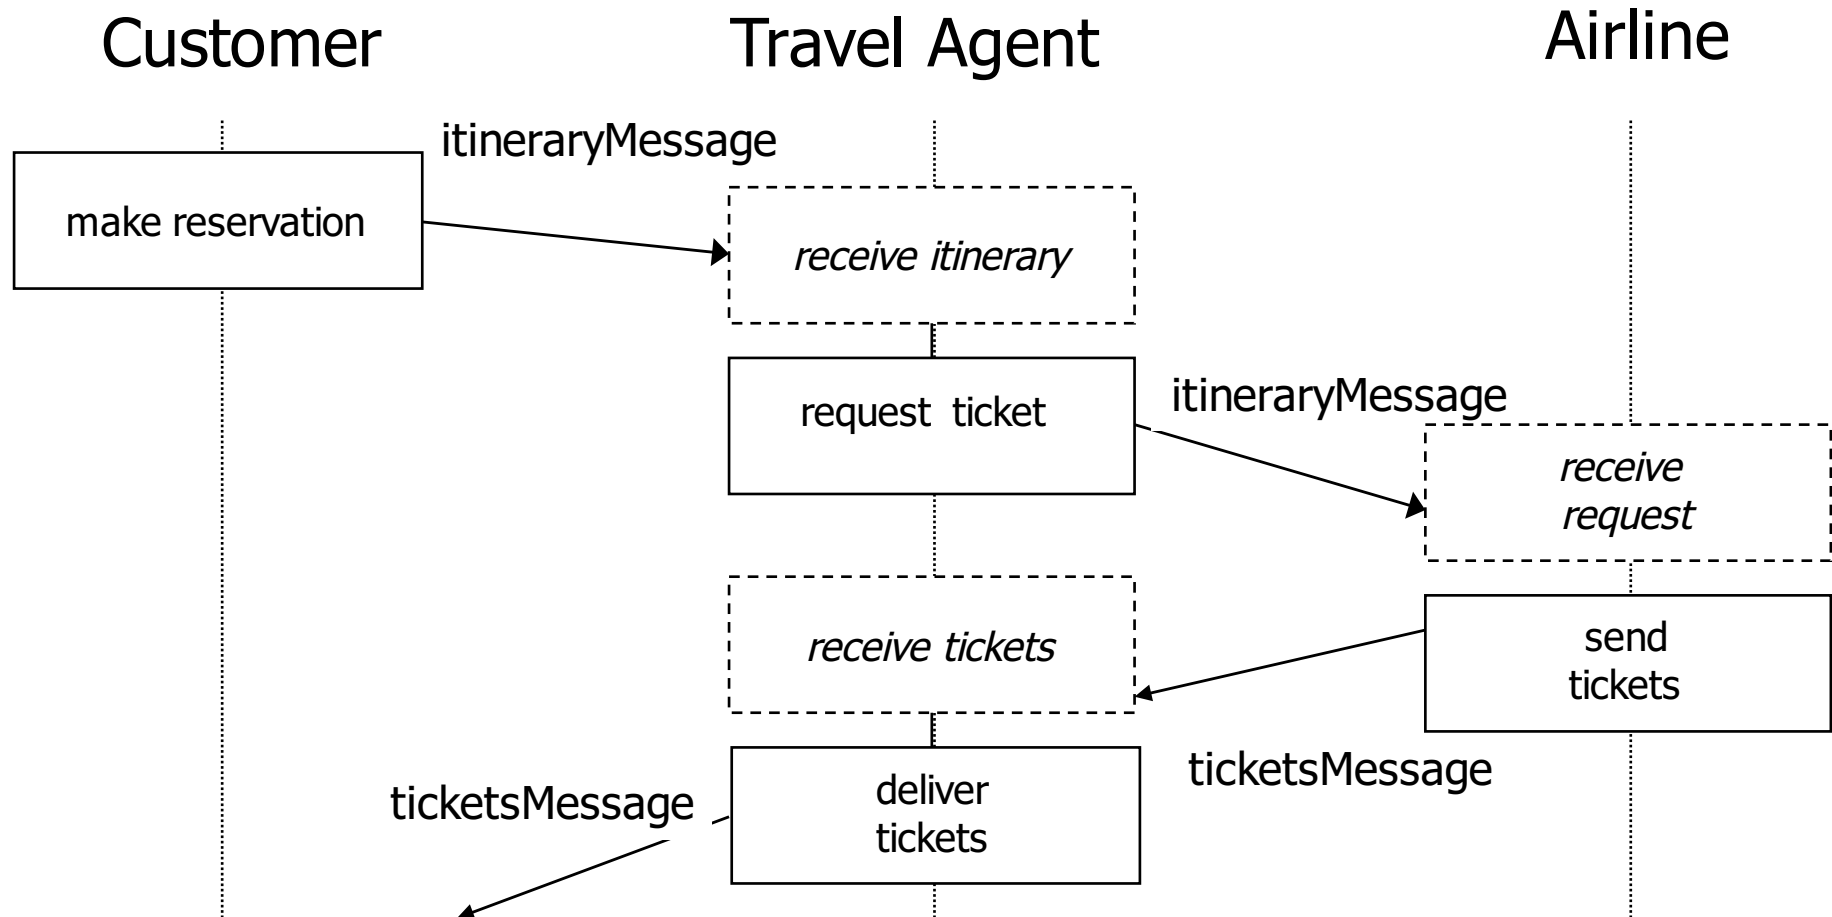 Customer
Travel Agent
Airline
itineraryMessage
make reservation
receive itinerary
request ticket
itineraryMessage
receive
request
receive tickets
send
tickets
ticketsMessage
ticketsMessage
deliver
tickets